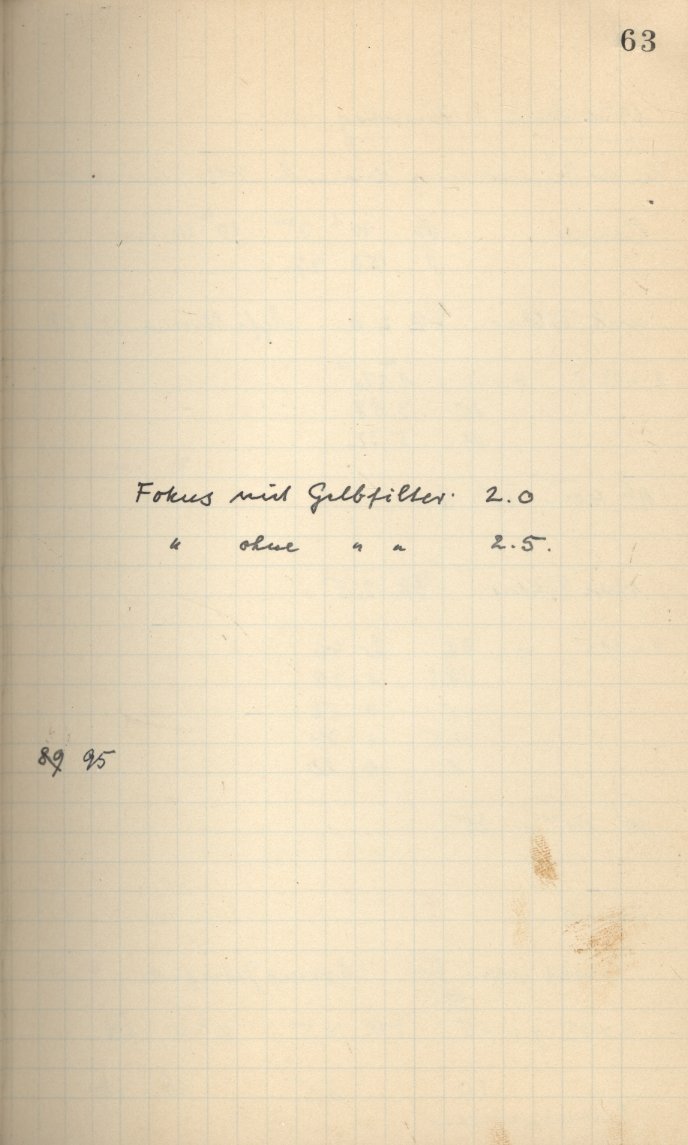 63
Fokus mit Gelbfilter. 2.0
" ohne " " 2.5.
89 95